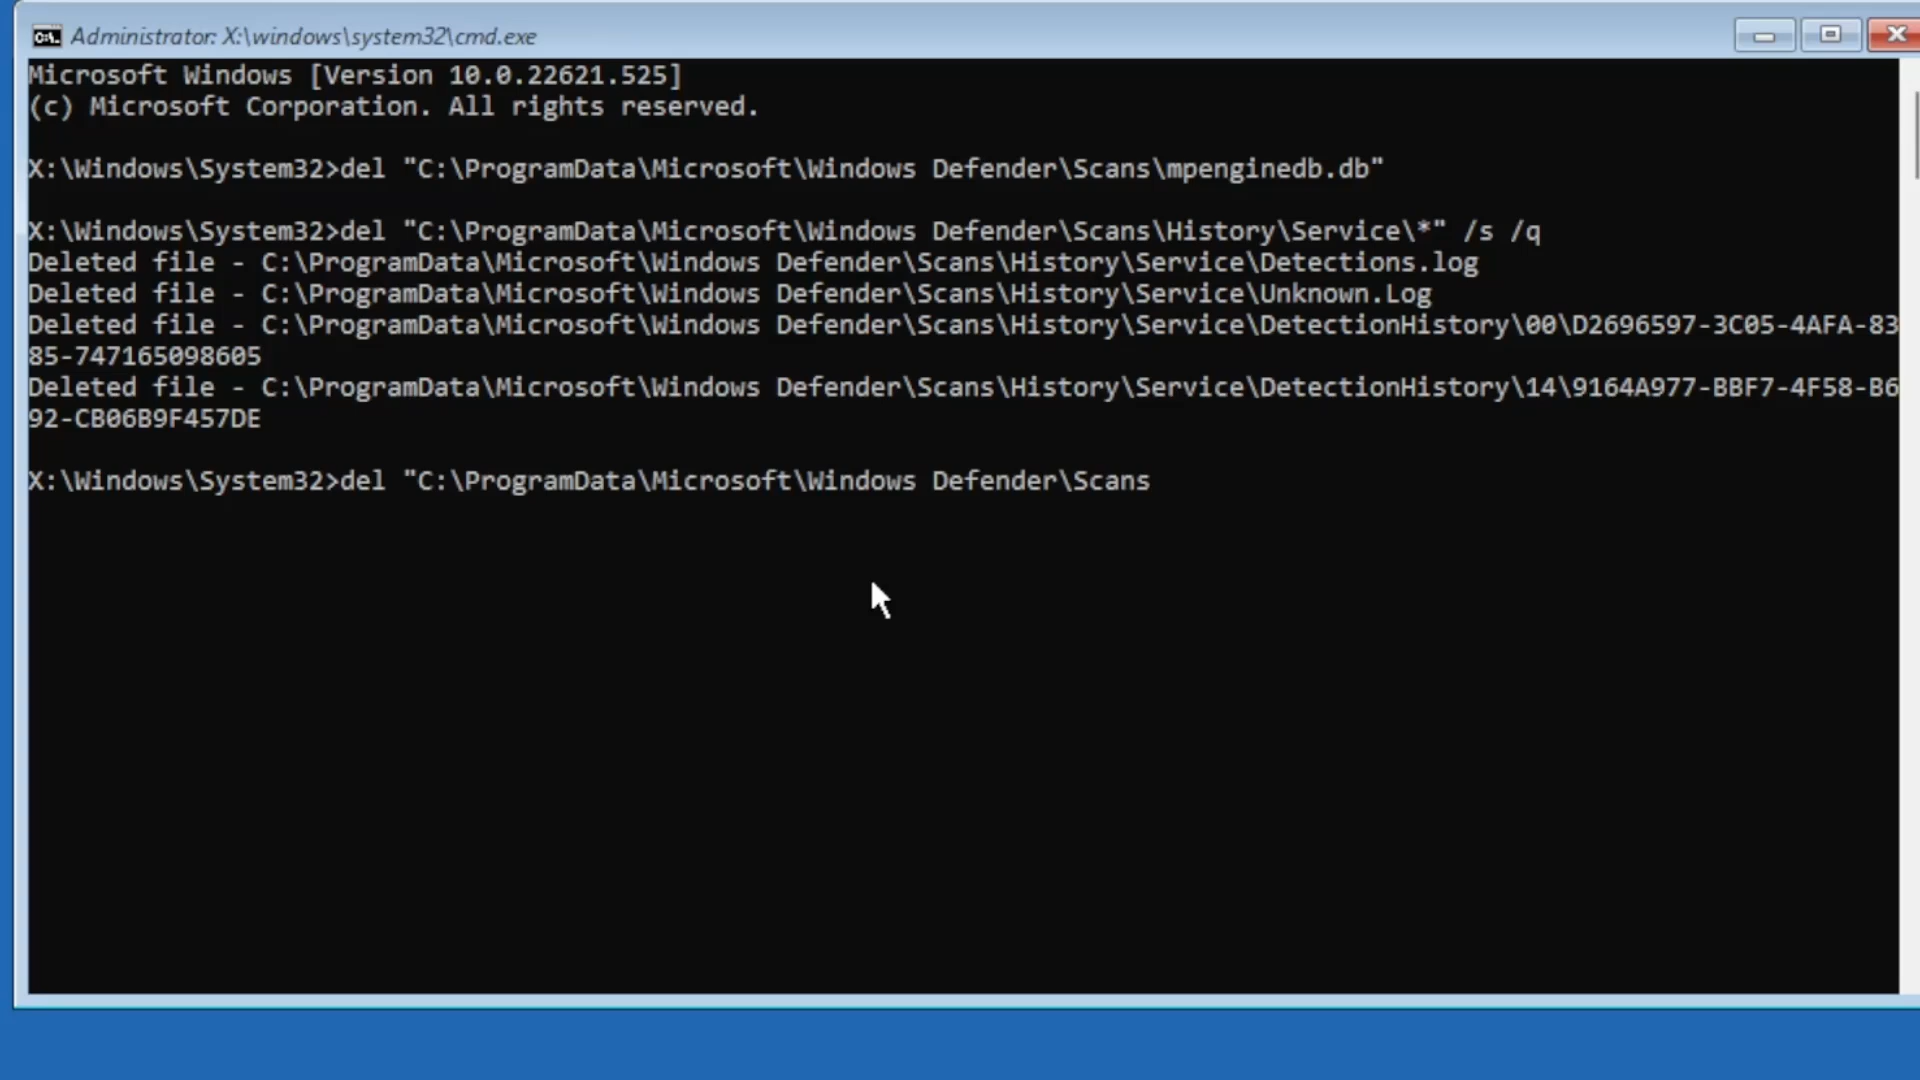 Administrator: X:\windows\system32\cmd.exe
Microsoft Windows [Version 10.0.22621.525]
(c) Microsoft Corporation. All rights reserved.
X:\Windows\System32>del "C:\ProgramData\Microsoft\Windows Defender\Scans\mpenginedb.db"
X:\Windows\System32>del "C:\ProgramData\Microsoft\Windows Defender\Scans\History\Service\*" /s /q
Deleted file - C:\ProgramData\Microsoft\Windows Defender\Scans\History\Service\Detections.log
Deleted file - C:\ProgramData\Microsoft\Windows Defender\Scans\History\Service\Unknown.Log
Deleted file - C:\ProgramData\Microsoft\Windows Defender\Scans\History\Service\DetectionHistory\00\D2696597-3C05-4AFA-83
85-747165098605
Deleted file - C:\ProgramData\Microsoft\Windows Defender\Scans\History\Service\DetectionHistory\14\9164A977-BBF7-4F58-B6
92-CB06B9F457DE
X:\Windows\System32>del "C:\ProgramData\Microsoft\Windows Defender\Scans